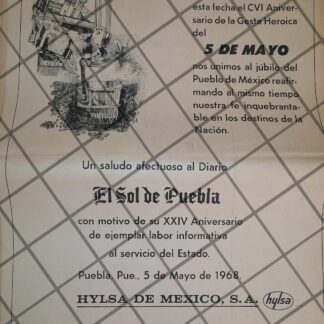 esta fecha el CVI Aniver-
sario de la Gesta Heroica
del
5 DE MAYO
nos unimos al júbilo del
Pueblo de México reafir-
mando al mismo tiempo
nuestra fe inquebranta-
ble en los destinos de la
Nación.
Un saludo afectuoso al Diario
El Sol de Puebla
con motivo de su XXIV Aniversario
de ejemplar labor informativa
al servicio del Estado.
Puebla, Pue., 5 de Mayo de 1968.
HYLSA DE MEXICO, S.A. hylsa